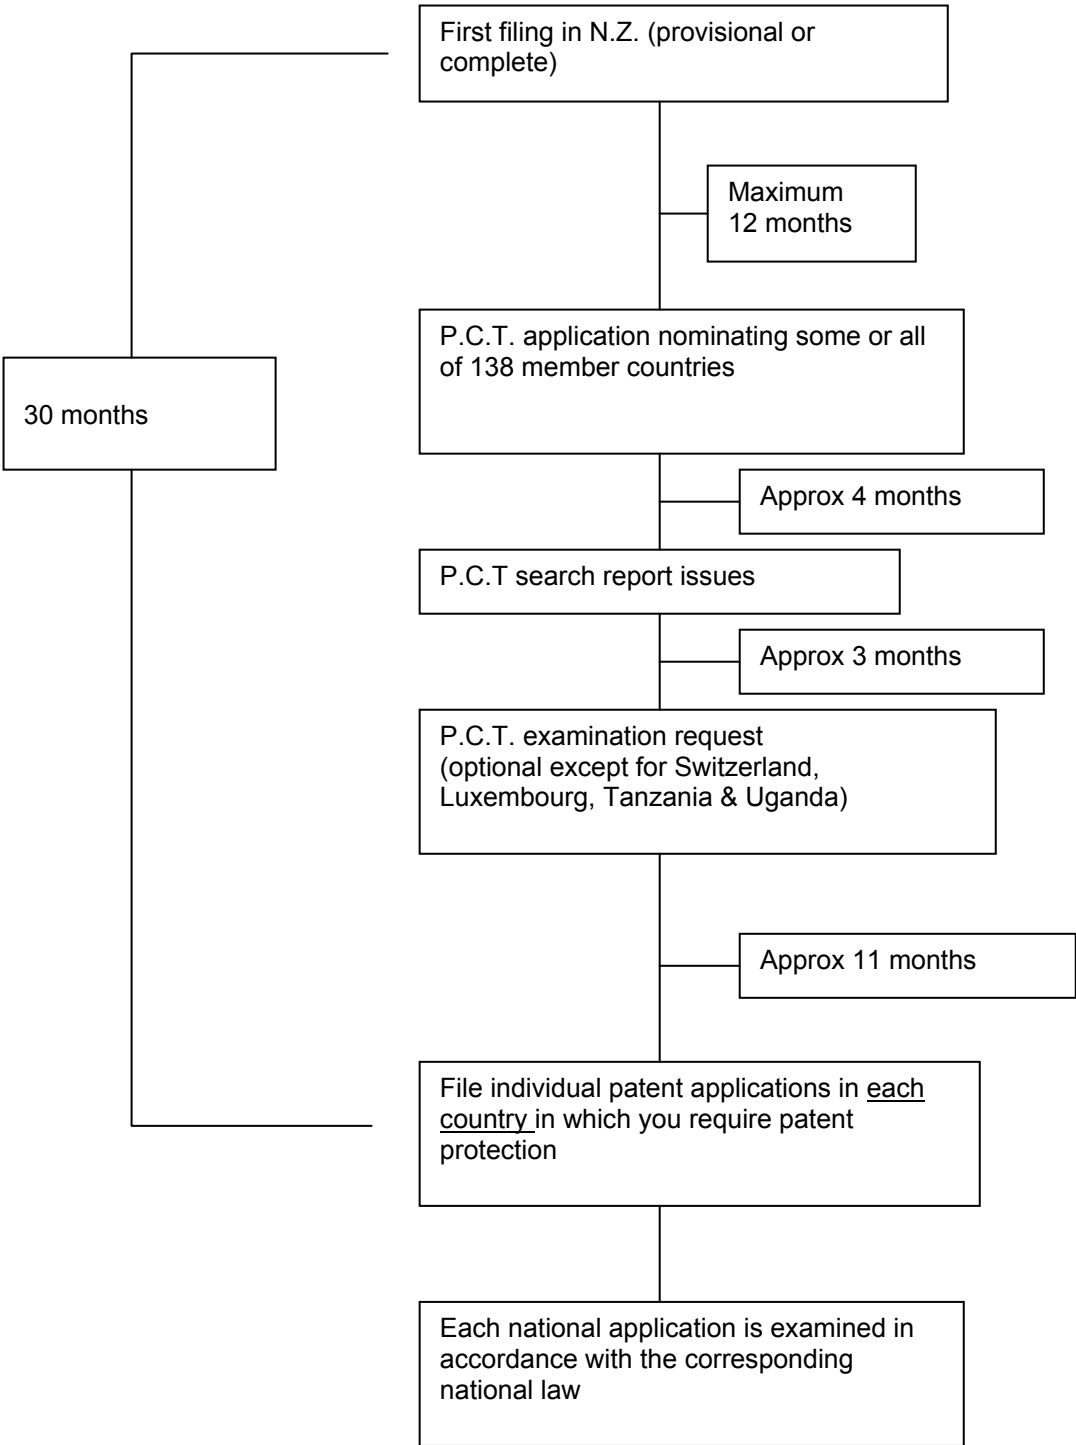 First filing in N.Z. (provisional or
complete)
Maximum
12 months
P.C.T. application nominating some or all
of 138 member countries
30 months
Approx 4 months
P.C.T search report issues
Approx 3 months
P.C.T. examination request
(optional except for Switzerland,
Luxembourg, Tanzania & Uganda)
Approx 11 months
File individual patent applications in each
country in which you require patent
protection
Each national application is examined in
accordance with the corresponding
national law